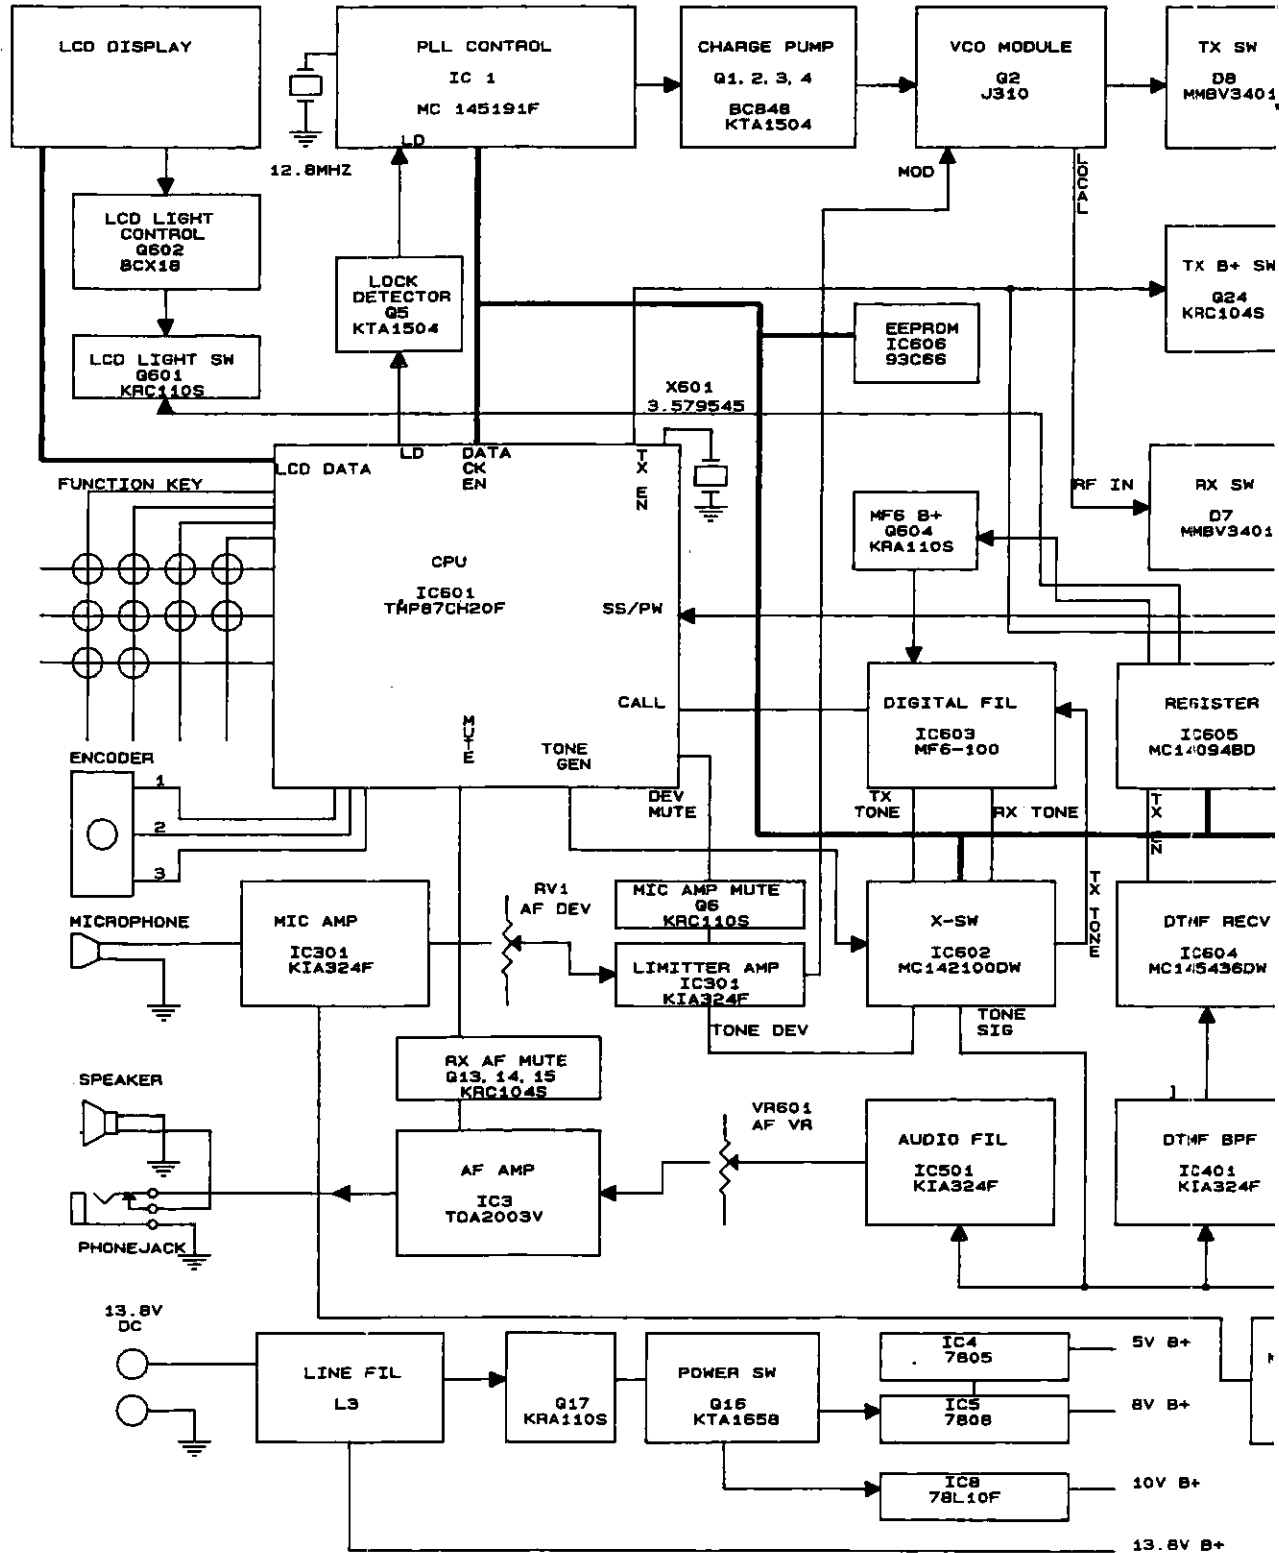 LCD DISPLAY
PLL CONTROL
IC 1
MC 145191F
LD
CHARGE PUMP
Q1, 2, 3, 4
BC848
KTA1504
VCO MODULE
Q2
J310
TX SW
D8
MMBV3401
12.8MHZ
MOD
LOCAL
LCD LIGHT
CONTROL
Q602
BCX18
LOCK
DETECTOR
Q5
KTA1504
TX B+ SW
Q24
KRC104S
EEPROM
IC606
93C66
LCD LIGHT SW
Q601
KRC110S
X601
3.579545
LCD DATA
LD
DATA
CK
EN
TX EN
FUNCTION KEY
RF IN
RX SW
D7
MMBV3401
MF6 B+
Q604
KRA110S
CPU
IC601
TMP87CH20F
SS/PW
CALL
MUTE
TONE
GEN
DIGITAL FIL
IC603
MF6-100
REGISTER
IC605
MC14094BD
ENCODER
1
2
3
DEV
MUTE
TX
TONE
RX TONE
TX EN
TX TONE
MICROPHONE
MIC AMP
IC301
KIA324F
RV1
AF DEV
MIC AMP MUTE
Q6
KRC110S
LIMITTER AMP
IC301
KIA324F
X-SW
IC602
MC142100DW
DTMF RECV
IC604
MC145436DW
TONE DEV
TONE
SIG
RX AF MUTE
Q13, 14, 15
KRC104S
SPEAKER
AF AMP
IC3
TDA2003V
VR601
AF VR
AUDIO FIL
IC501
KIA324F
DTMF BPF
IC401
KIA324F
PHONEJACK
13.8V
DC
LINE FIL
L3
Q17
KRA110S
POWER SW
Q16
KTA1658
IC4
7805
5V B+
IC5
7808
8V B+
IC8
78L10F
10V B+
13.8V B+